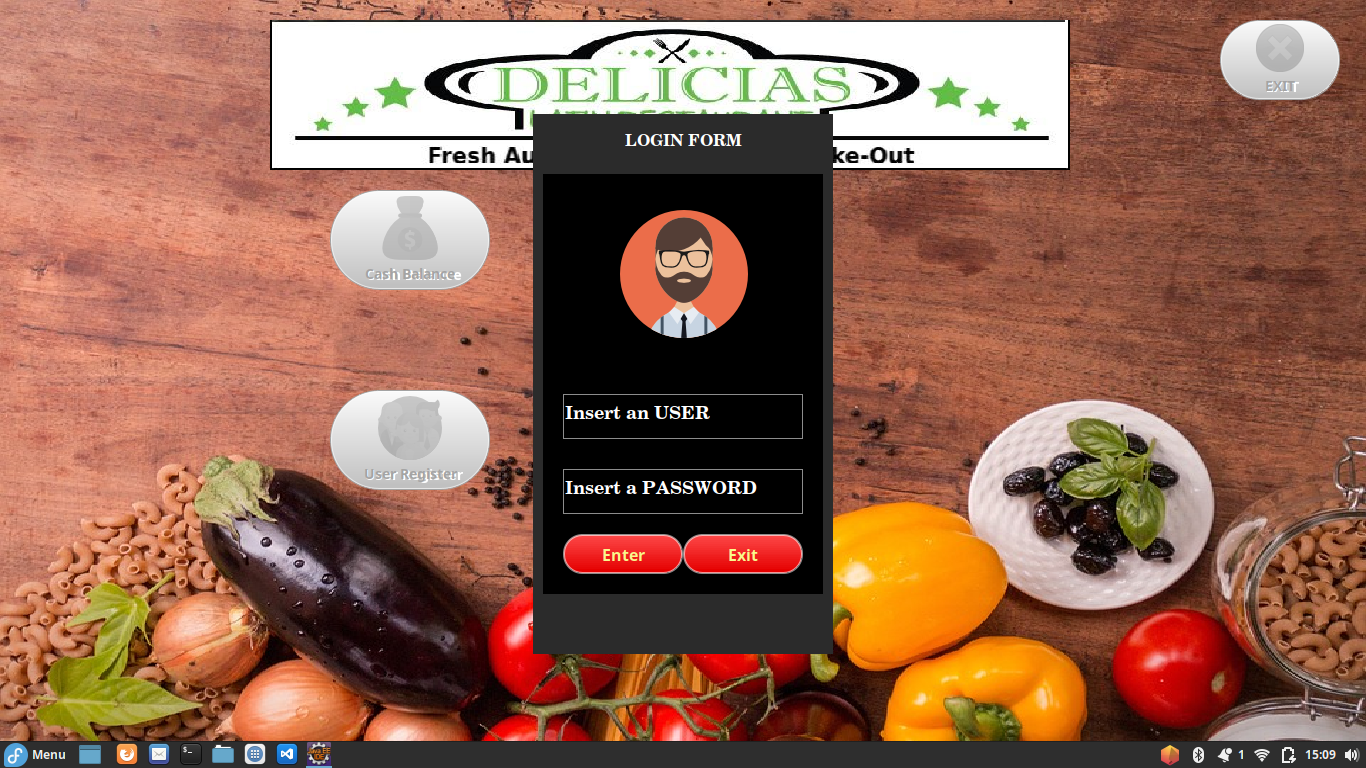 DELICIAS
EXIT
LOGIN FORM
Fresh Au
ke-Out
$
Cash Balance
Insert an USER
User Register
Insert a PASSWORD
Enter
Exit
Menu
1
15:09